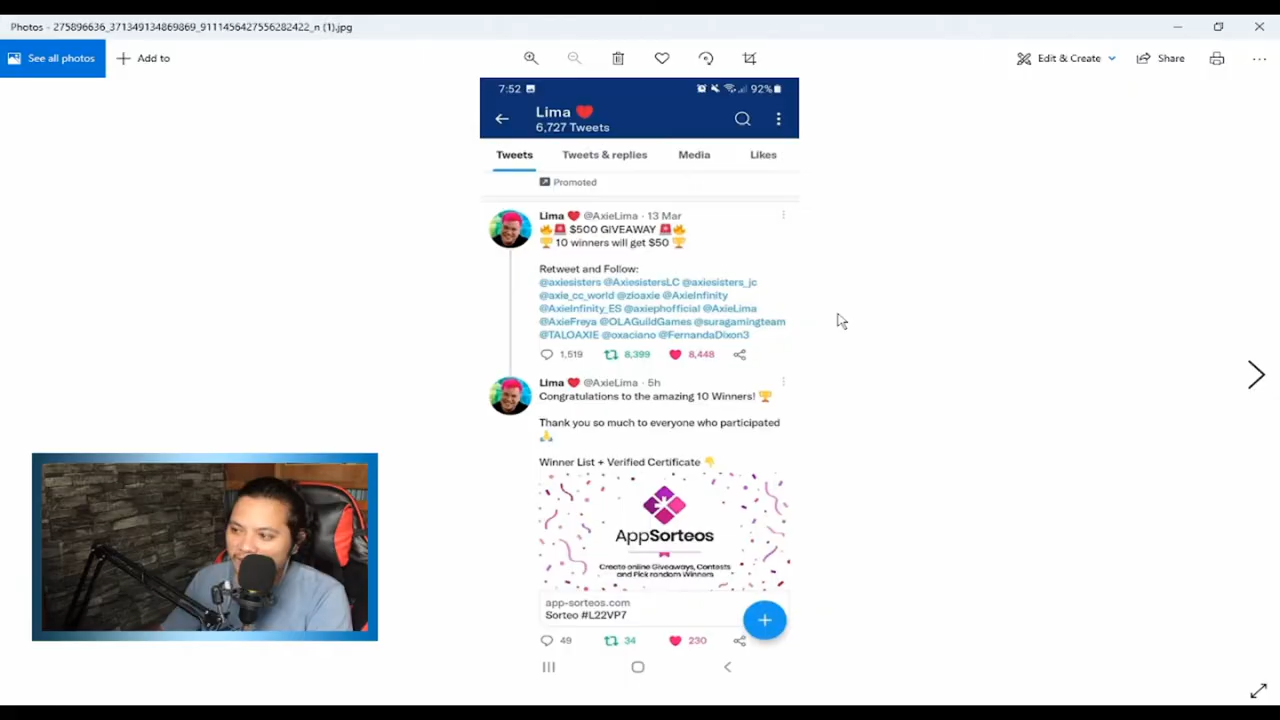 Photos - 275896636_371349134869869_9111456427556282422_n (1).jpg
See all photos
Add to
Edit & Create
Share
7:52
92%
Lima ❤️
6,727 Tweets
Tweets
Tweets & replies
Media
Likes
Promoted
Lima ❤️ @AxieLima · 13 Mar
🔥🚨 $500 GIVEAWAY 🚨🔥
🏆 10 winners will get $50 🏆
Retweet and Follow:
@axiesisters @AxiesistersLC @axiesisters_jc
@axie_cc_world @zioaxie @AxieInfinity
@AxieInfinity_ES @axiephofficial @AxieLima
@AxieFreya @OLAGuildGames @suragamingteam
@TALOAXIE @oxaciano @FernandaDixon3
1,519
8,399
8,448
Lima ❤️ @AxieLima · 5h
Congratulations to the amazing 10 Winners! 🏆
Thank you so much to everyone who participated
🙏
Winner List + Verified Certificate 👇
AppSorteos
Create online Giveaways, Contests
and Pick random Winners
app-sorteos.com
Sorteo #L22VP7
49
34
230